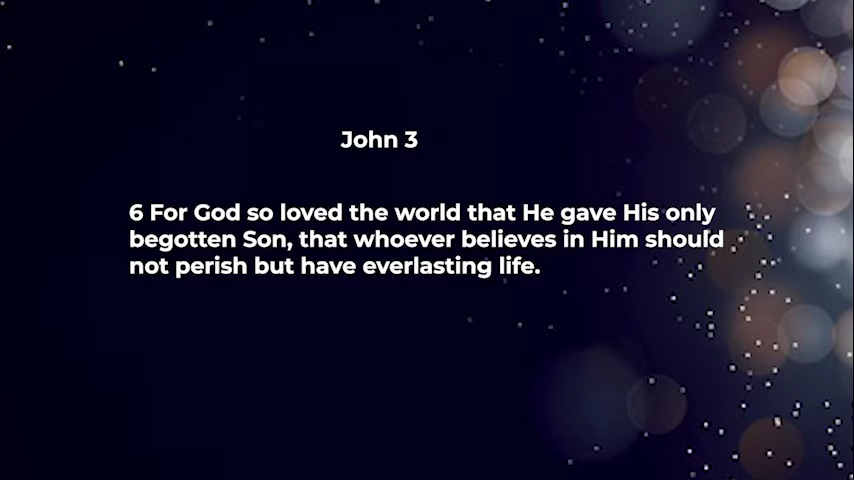 John 3
6 For God so loved the world that He gave His only
begotten Son, that whoever believes in Him should
not perish but have everlasting life.